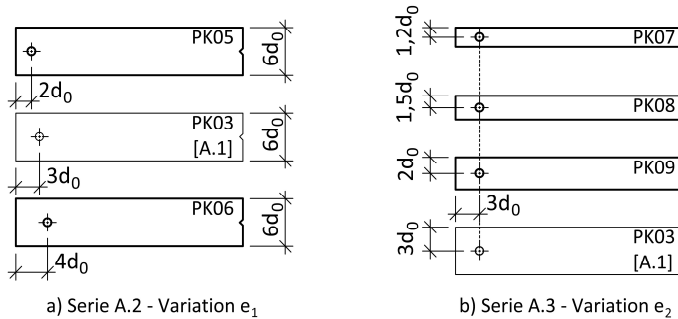 PK05
6d₀
2d₀
PK03
[A.1]
6d₀
3d₀
PK06
6d₀
4d₀
a) Serie A.2 - Variation e₁
PK07
1,2d₀
PK08
1,5d₀
PK09
2d₀
3d₀
PK03
[A.1]
3d₀
b) Serie A.3 - Variation e₂